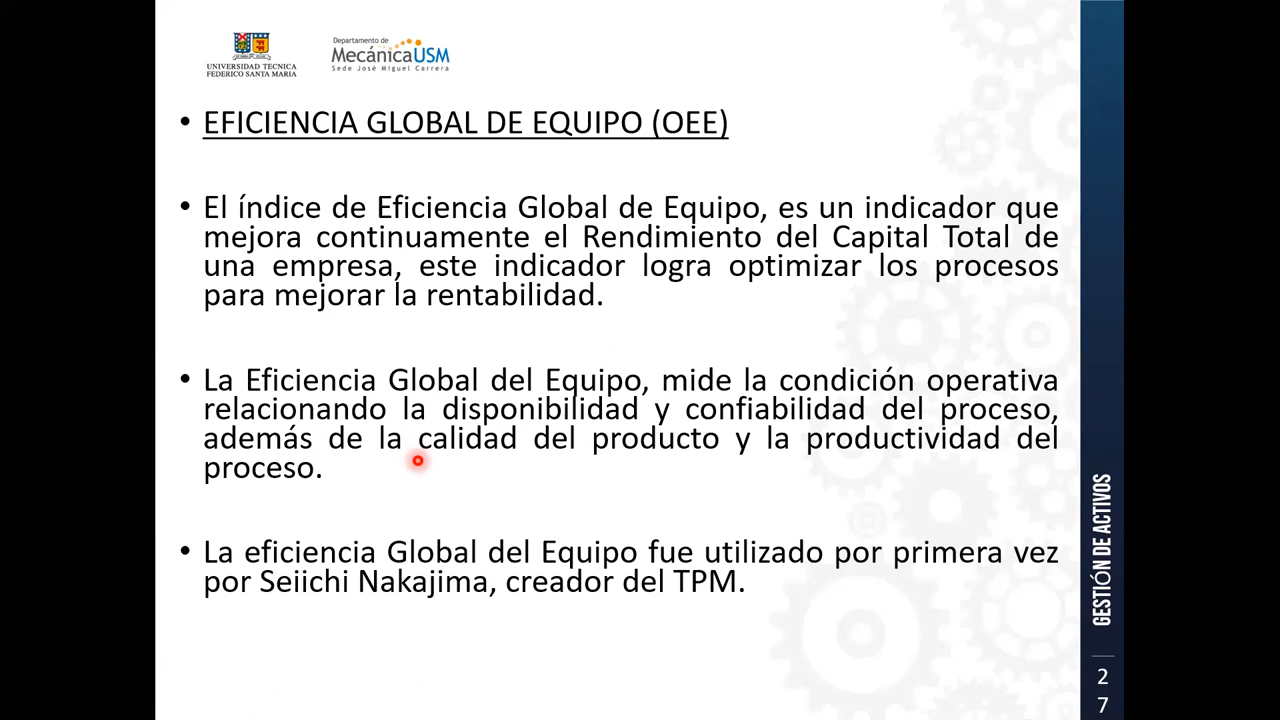 UNIVERSIDAD TECNICA
FEDERICO SANTA MARIA
Departamento de
MecánicaUSM
Sede José Miguel Carrera
• EFICIENCIA GLOBAL DE EQUIPO (OEE)
• El índice de Eficiencia Global de Equipo, es un indicador que
mejora continuamente el Rendimiento del Capital Total de
una empresa, este indicador logra optimizar los procesos
para mejorar la rentabilidad.
• La Eficiencia Global del Equipo, mide la condición operativa
relacionando la disponibilidad y confiabilidad del proceso,
además de la calidad del producto y la productividad del
proceso.
• La eficiencia Global del Equipo fue utilizado por primera vez
por Seiichi Nakajima, creador del TPM.
GESTIÓN DE ACTIVOS
2
7